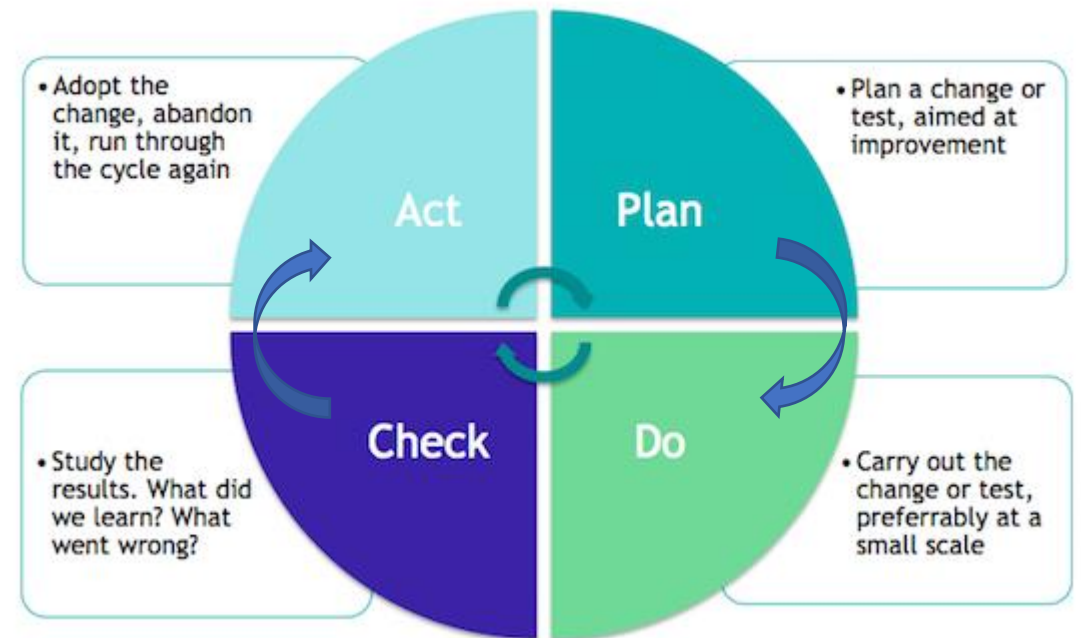 • Adopt the
change, abandon
it, run through
the cycle again
Act
Plan
• Plan a change or
test, aimed at
improvement
• Study the
results. What did
we learn? What
went wrong?
Check
Do
• Carry out the
change or test,
preferrably at a
small scale